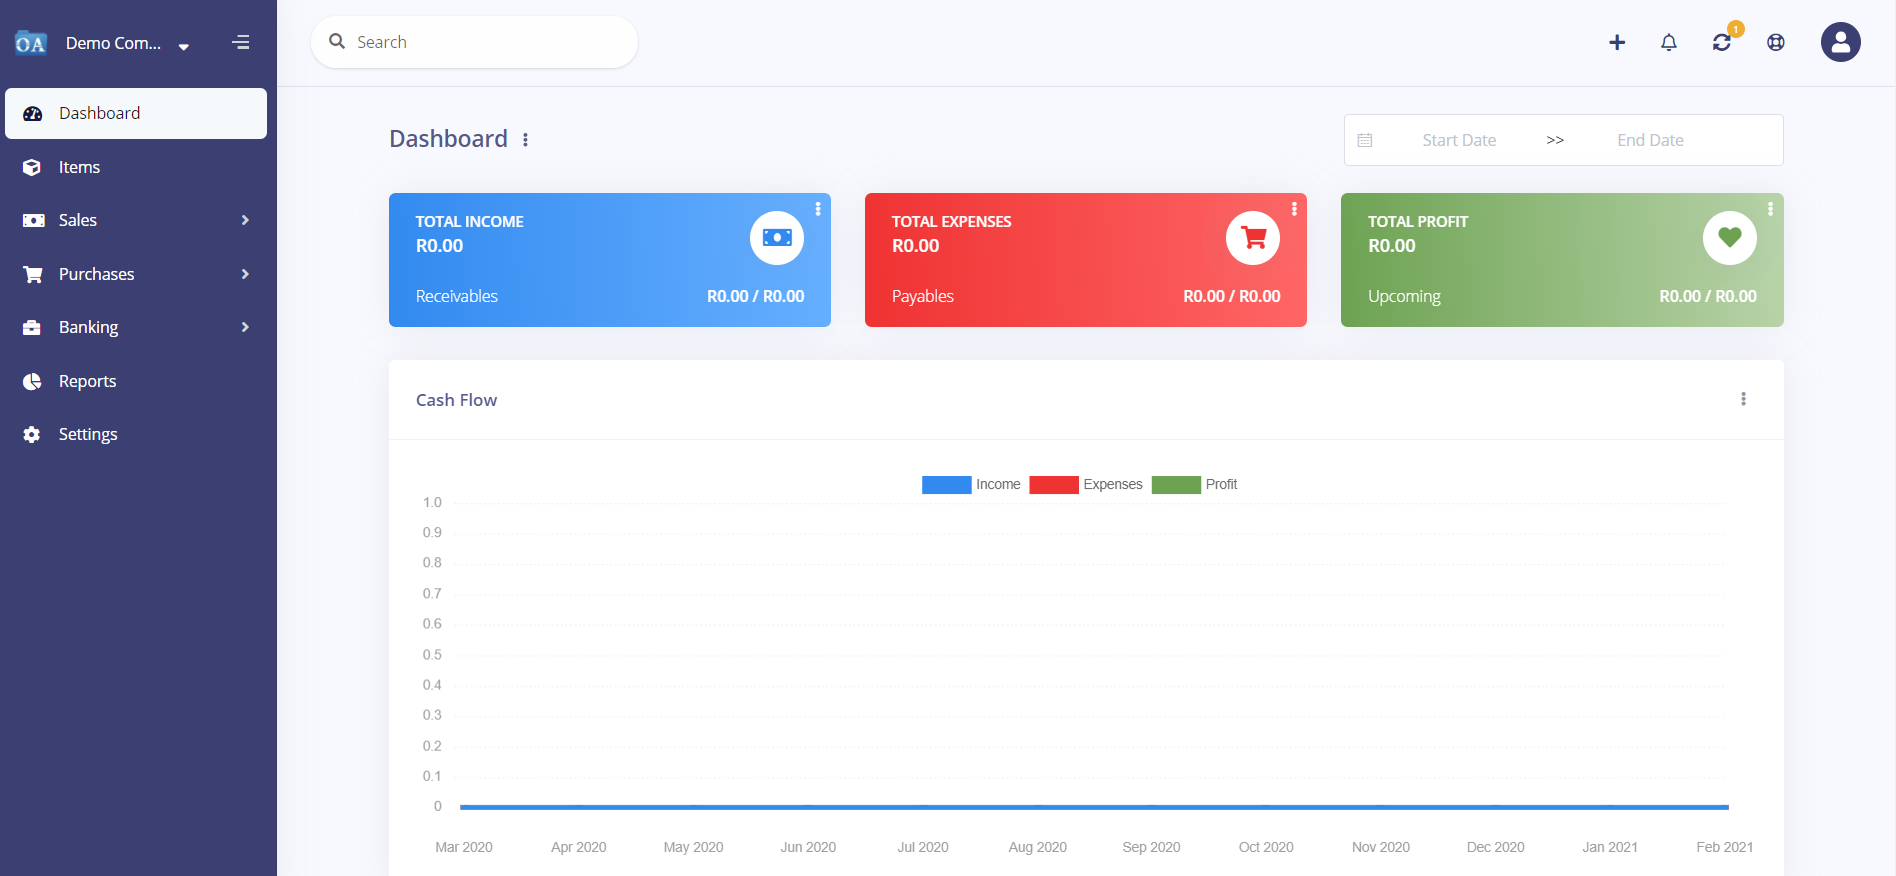 OA Demo Com...
Search
1
Dashboard
Items
Sales
Purchases
Banking
Reports
Settings
Dashboard
Start Date >> End Date
TOTAL INCOME
R0.00
Receivables R0.00 / R0.00
TOTAL EXPENSES
R0.00
Payables R0.00 / R0.00
TOTAL PROFIT
R0.00
Upcoming R0.00 / R0.00
Cash Flow
Income Expenses Profit
1.0
0.9
0.8
0.7
0.6
0.5
0.4
0.3
0.2
0.1
0
Mar 2020 Apr 2020 May 2020 Jun 2020 Jul 2020 Aug 2020 Sep 2020 Oct 2020 Nov 2020 Dec 2020 Jan 2021 Feb 2021